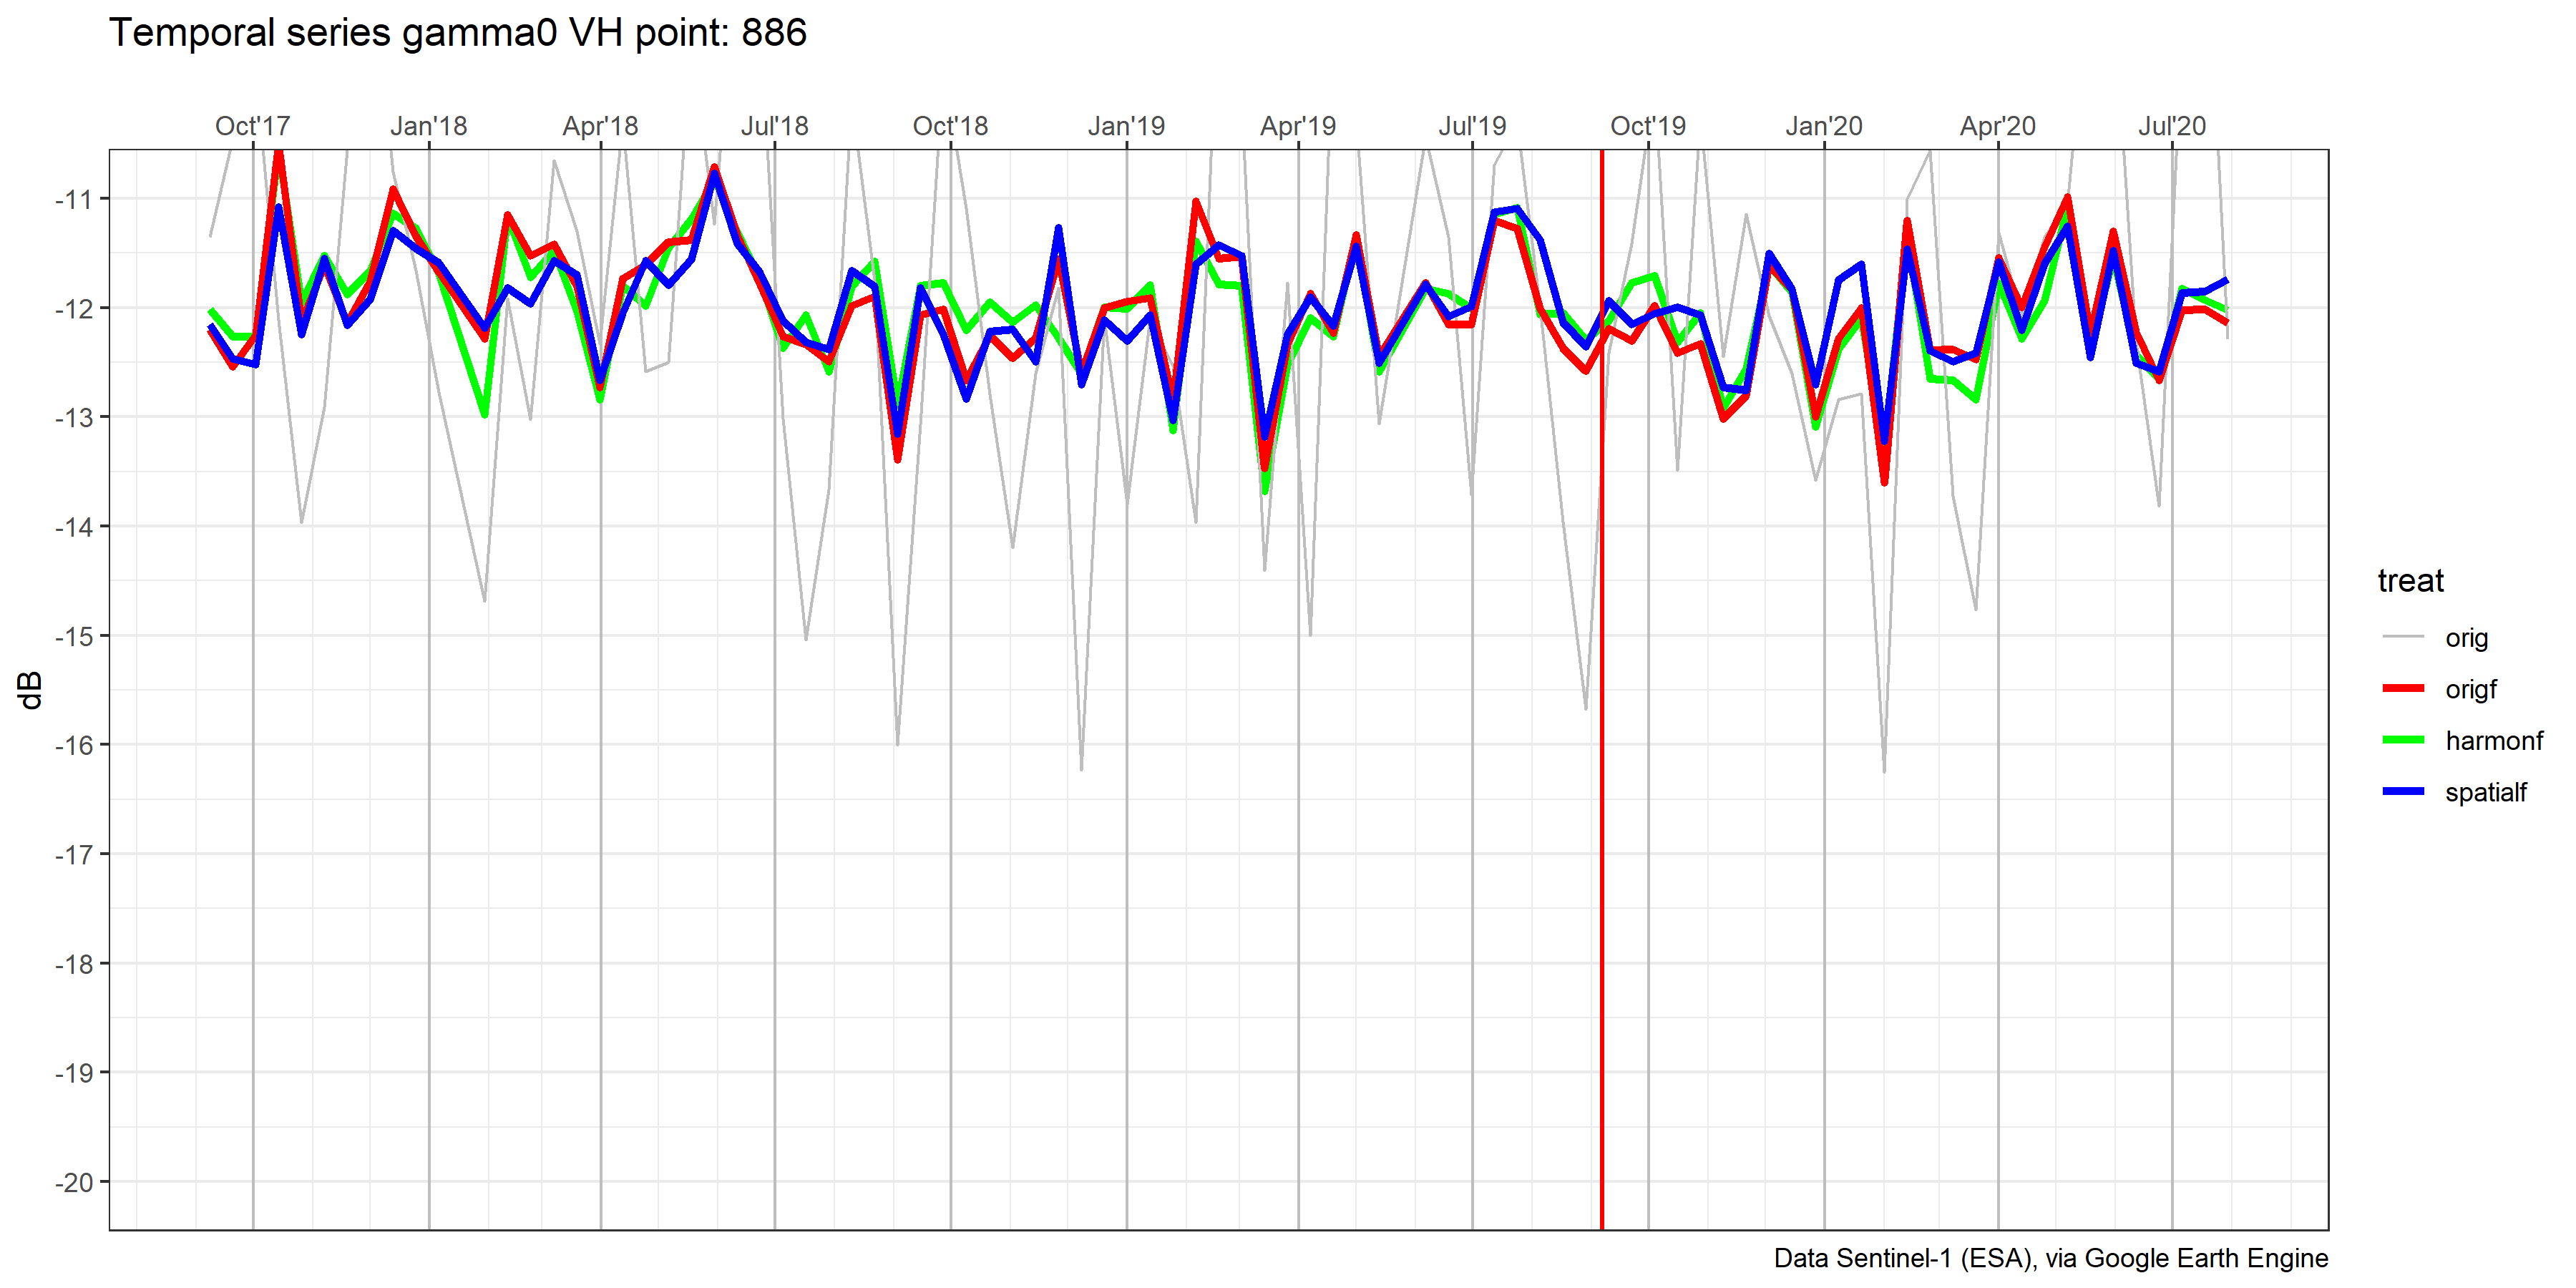 Temporal series gamma0 VH point: 886
Oct'17 Jan'18 Apr'18 Jul'18 Oct'18 Jan'19 Apr'19 Jul'19 Oct'19 Jan'20 Apr'20 Jul'20
-11
-12
-13
-14
-15
-16
-17
-18
-19
-20
dB
treat
orig
origf
harmonf
spatialf
Data Sentinel-1 (ESA), via Google Earth Engine